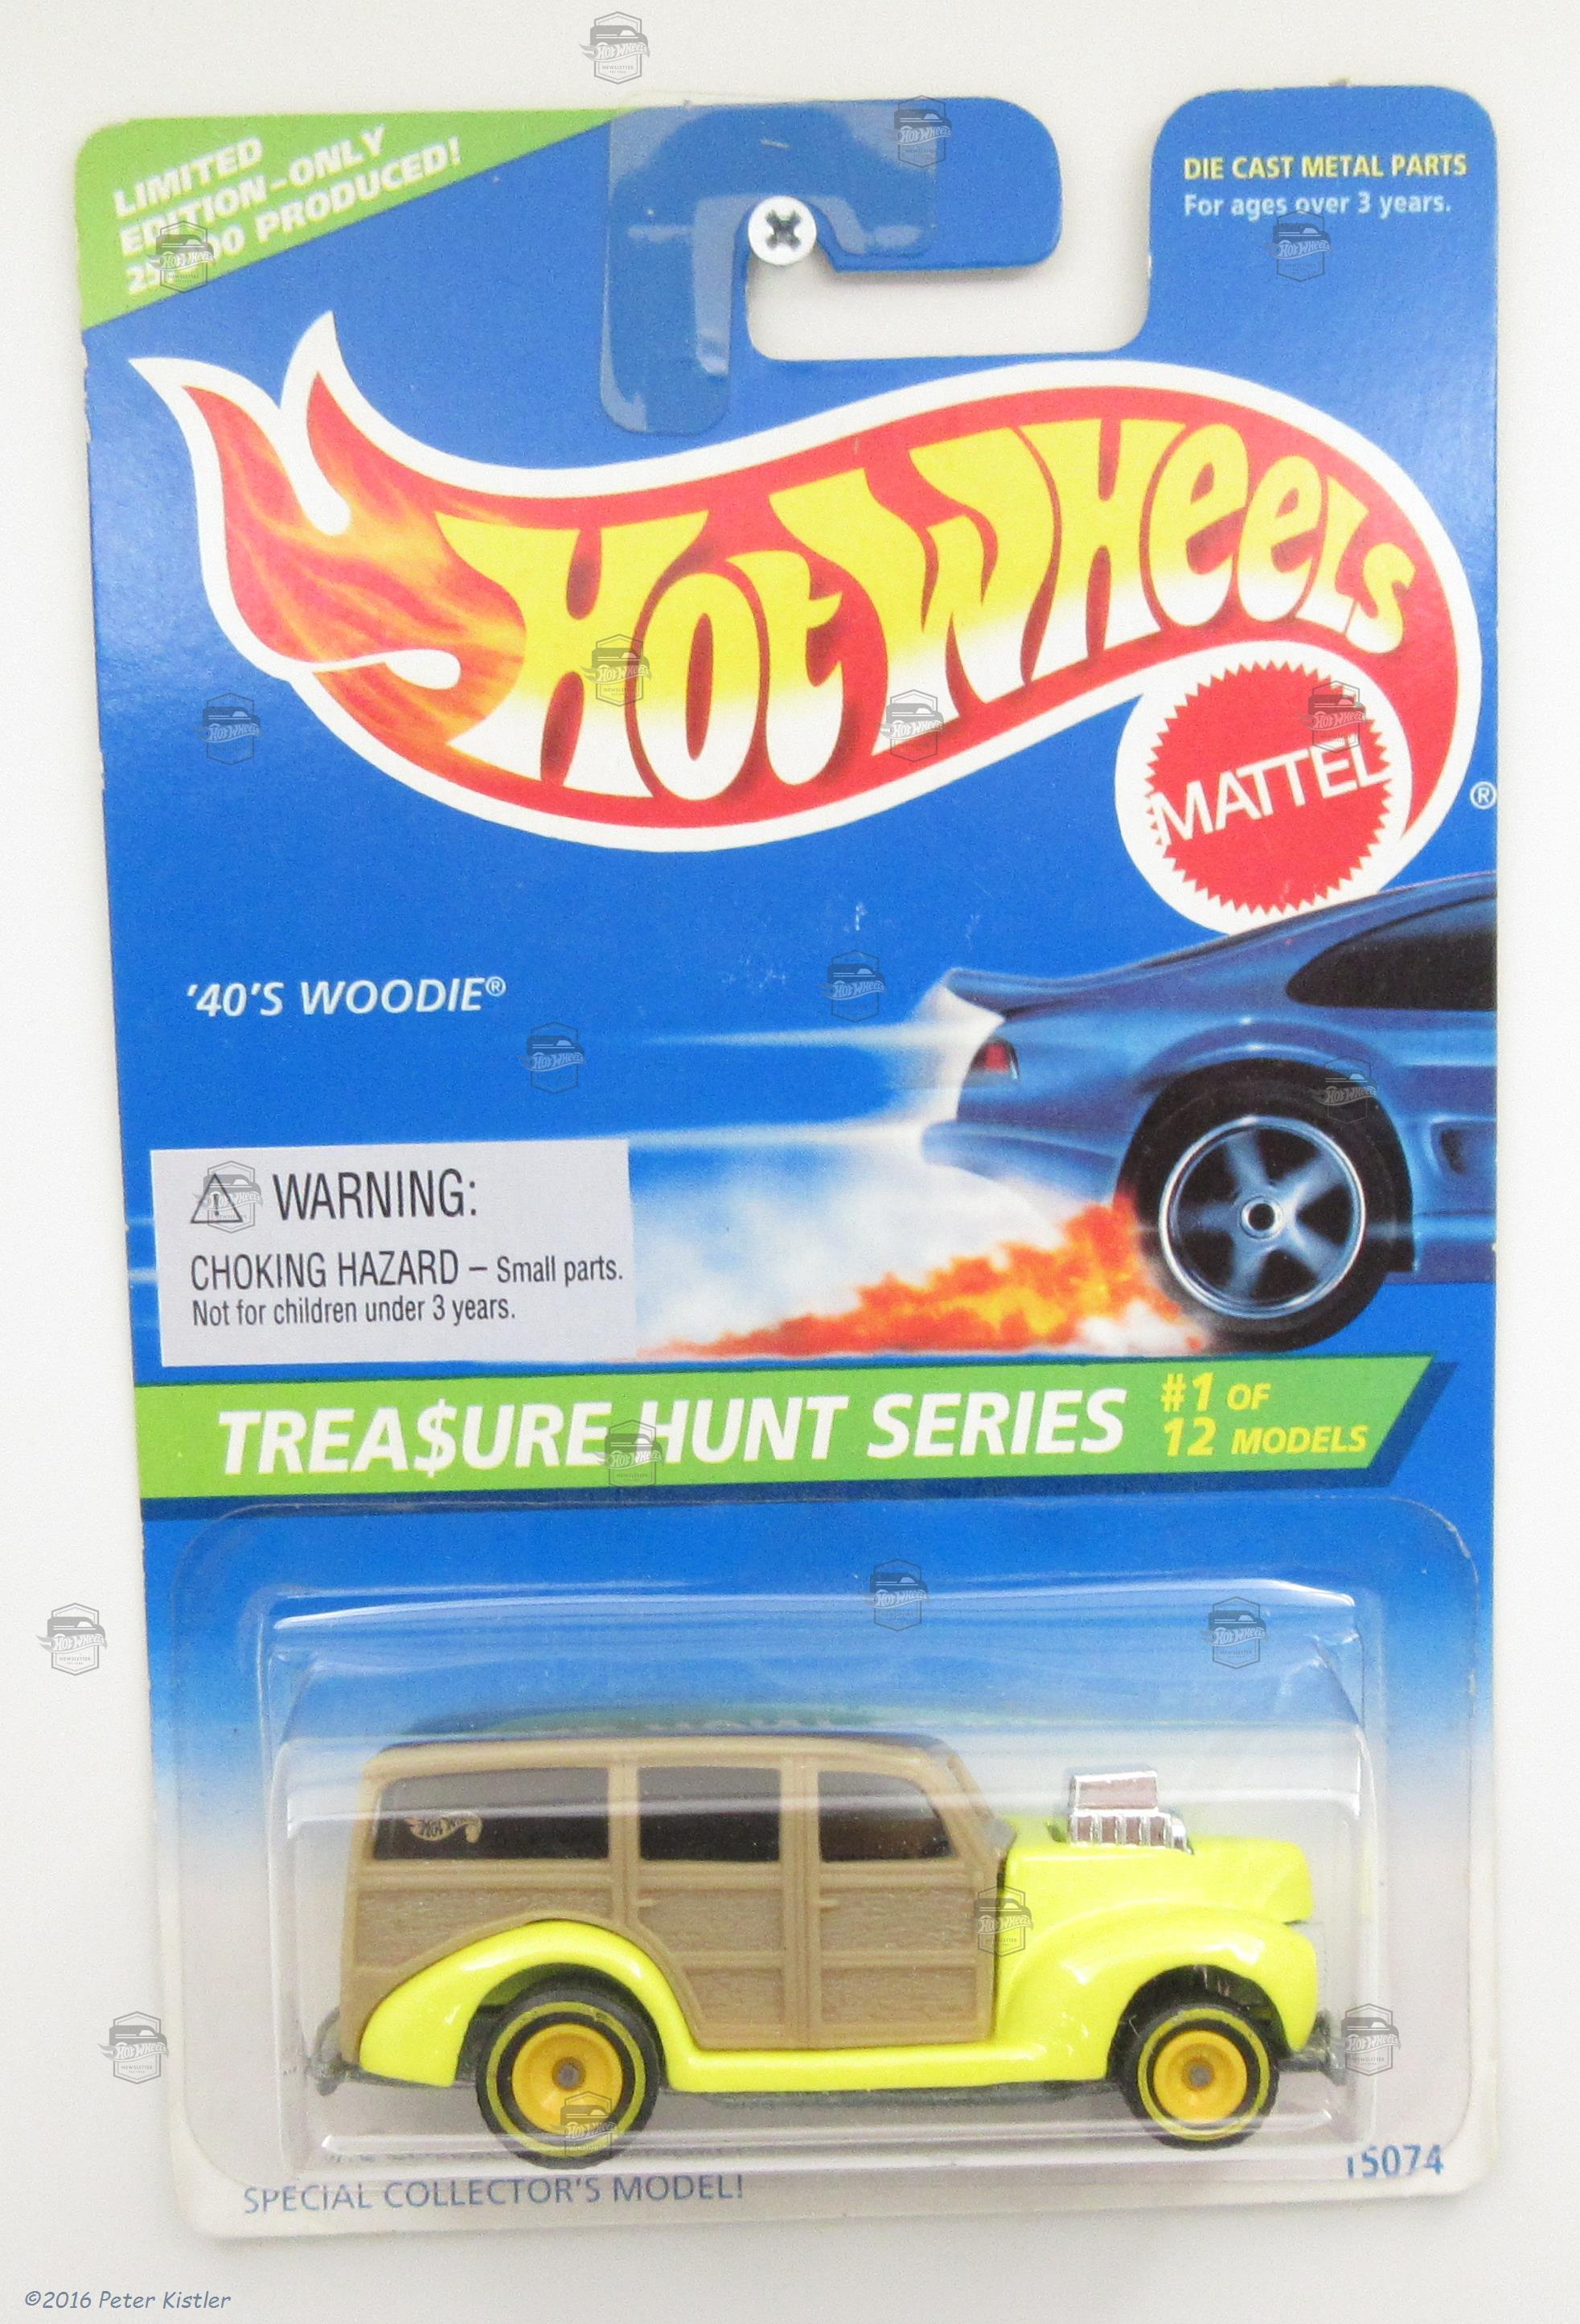 LIMITED
EDITION-ONLY
PRODUCED!
DIE CAST METAL PARTS
For ages over 3 years.
Hot Wheels
®
MATTEL
'40'S WOODIE®
WARNING:
CHOKING HAZARD – Small parts.
Not for children under 3 years.
TREA$URE HUNT SERIES
#1 OF
12 MODELS
15074
SPECIAL COLLECTOR'S MODEL!
©2016 Peter Kistler